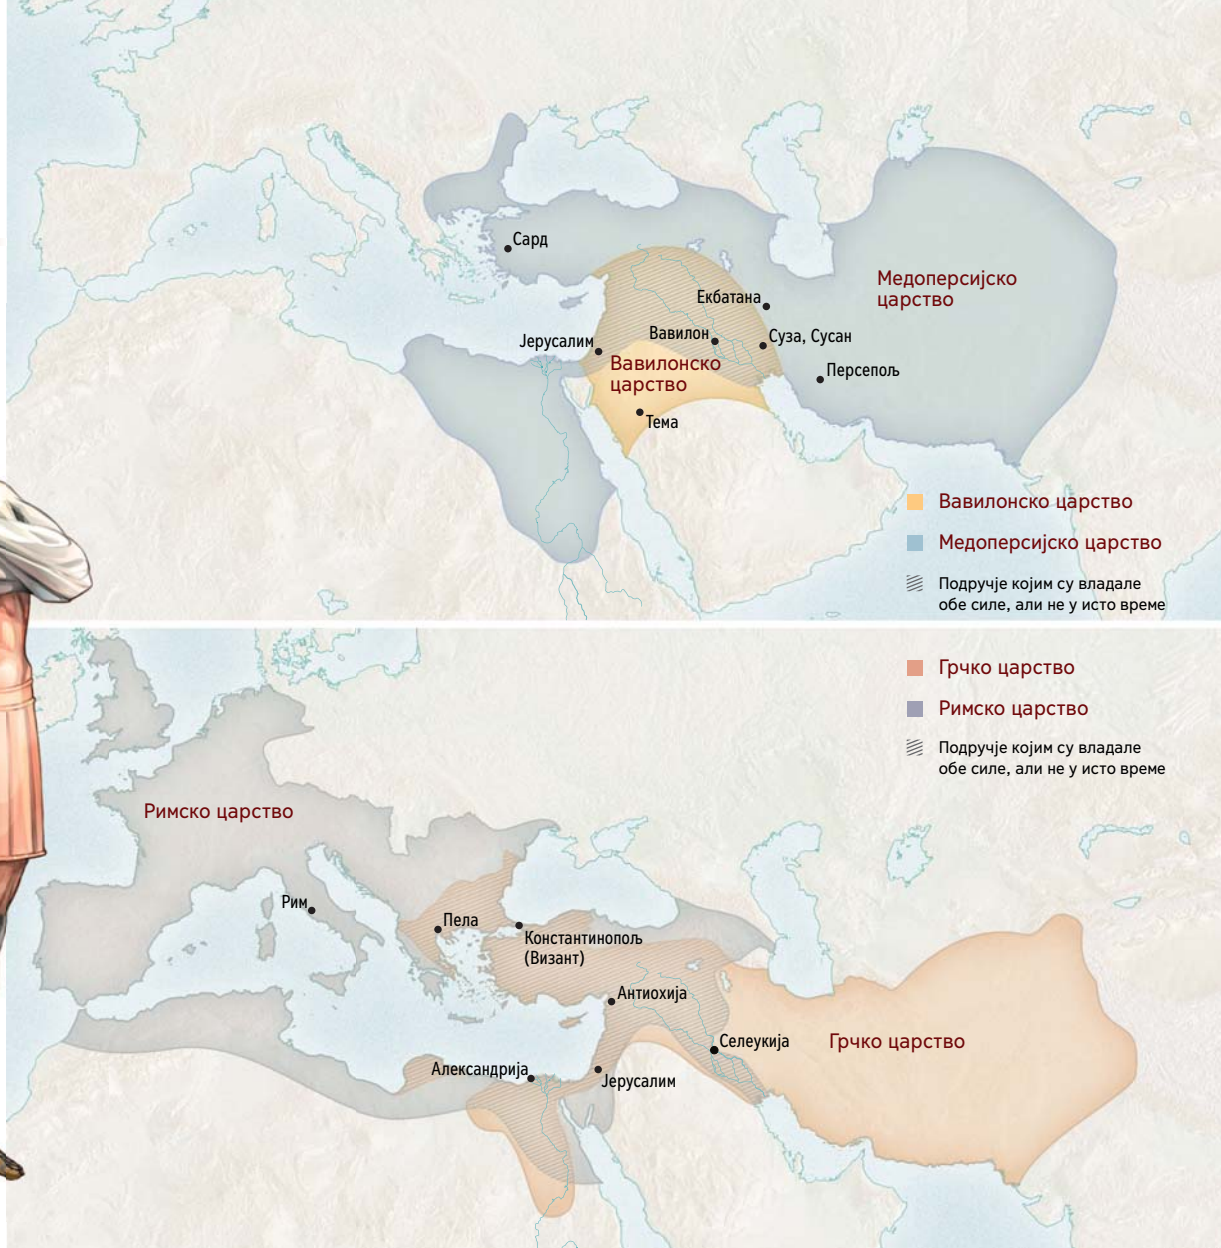 Сард
Медоперсијско
царство
Екбатана
Вавилон
Суза, Сусан
Јерусалим
Вавилонско
царство
Персепољ
Тема
Вавилонско царство
Медоперсијско царство
Подручје којим су владале
обе силе, али не у исто време
Грчко царство
Римско царство
Подручје којим су владале
обе силе, али не у исто време
Римско царство
Рим
Пела
Константинопољ
(Визант)
Антиохија
Селеукија
Грчко царство
Александрија
Јерусалим